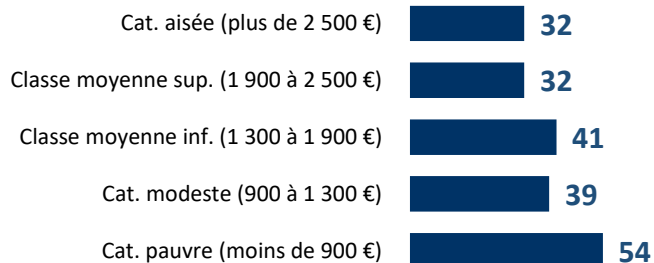 Cat. aisée (plus de 2 500 €) 32
Classe moyenne sup. (1 900 à 2 500 €) 32
Classe moyenne inf. (1 300 à 1 900 €) 41
Cat. modeste (900 à 1 300 €) 39
Cat. pauvre (moins de 900 €) 54